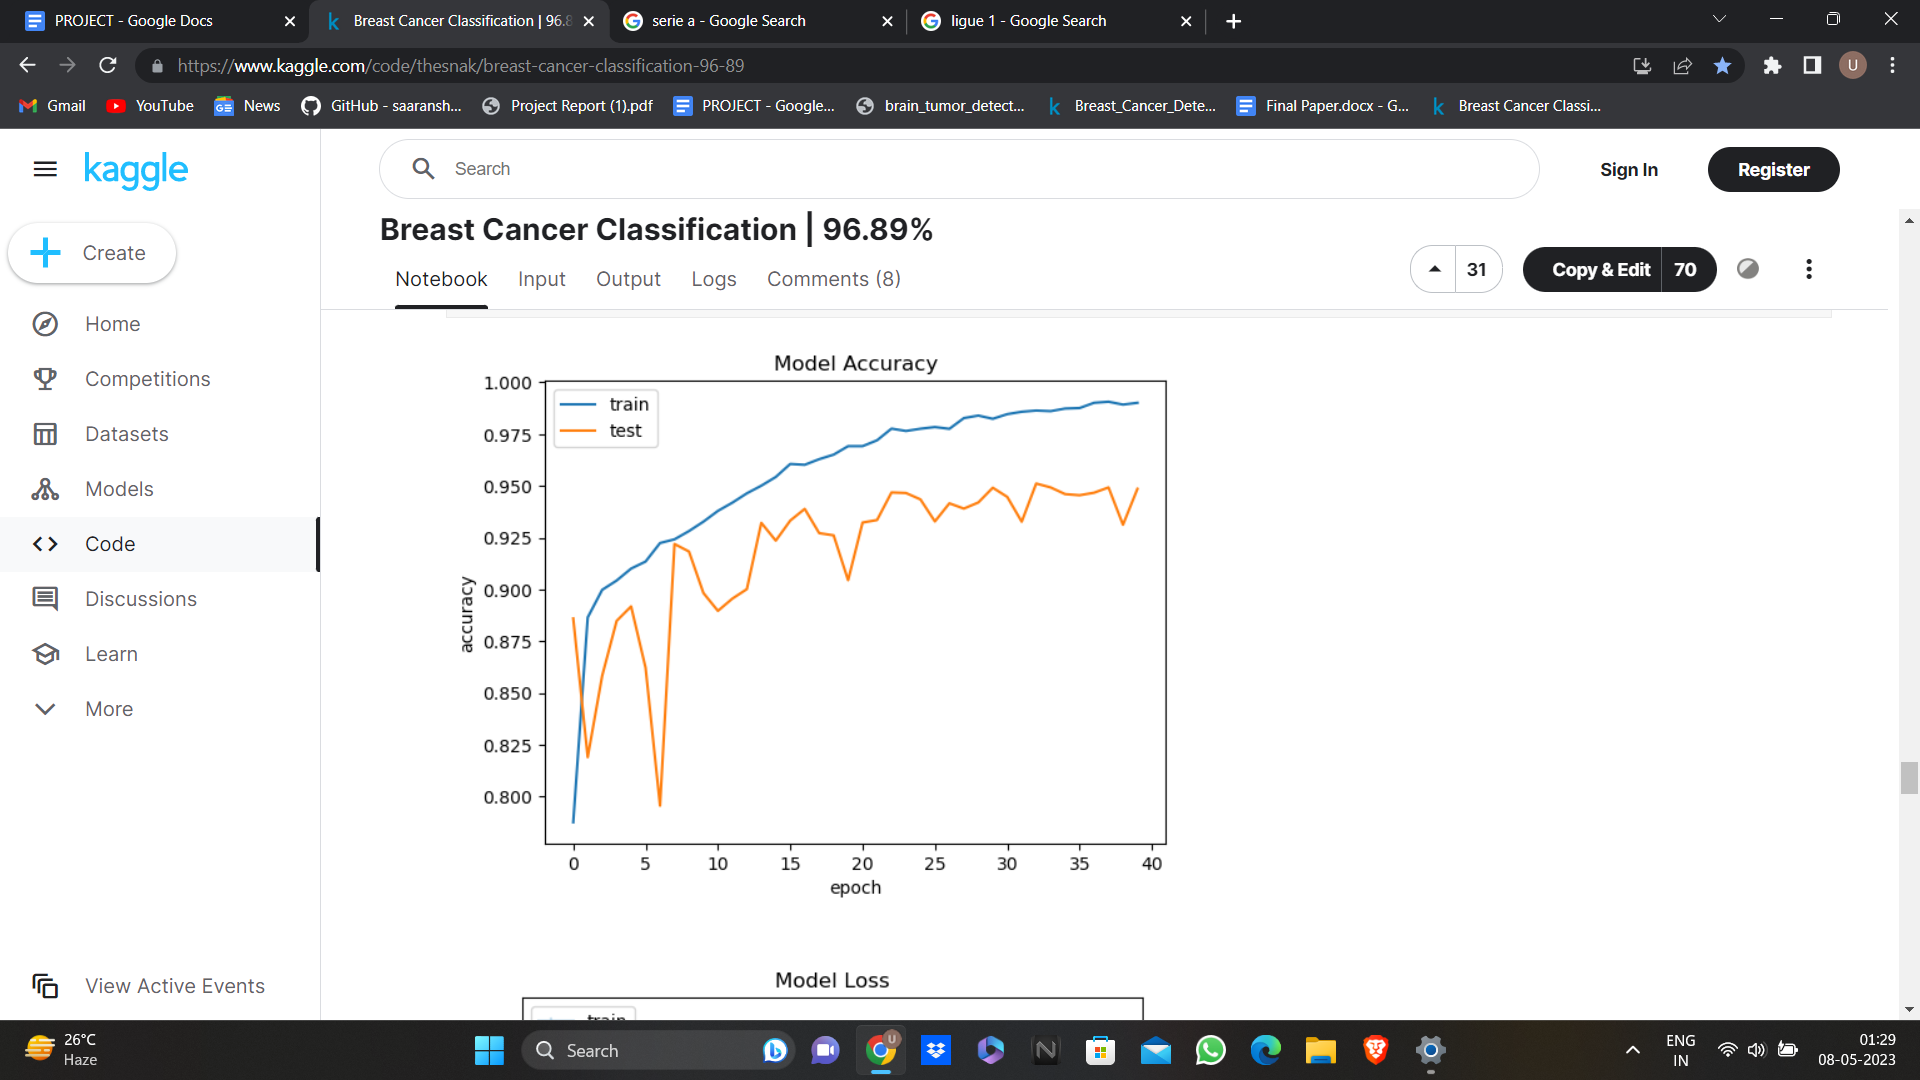 PROJECT - Google Docs
Breast Cancer Classification | 96.8
serie a - Google Search
ligue 1 - Google Search
https://www.kaggle.com/code/thesnak/breast-cancer-classification-96-89
U
Gmail
YouTube
News
GitHub - saaransh...
Project Report (1).pdf
PROJECT - Google...
brain_tumor_detect...
Breast_Cancer_Dete...
Final Paper.docx - G...
Breast Cancer Classi...
kaggle
Search
Sign In
Register
Create
Home
Competitions
Datasets
Models
Code
Discussions
Learn
More
View Active Events
Breast Cancer Classification | 96.89%
Notebook
Input
Output
Logs
Comments (8)
31
Copy & Edit
70
Model Accuracy
train
test
1.000
0.975
0.950
0.925
0.900
0.875
0.850
0.825
0.800
accuracy
0 5 10 15 20 25 30 35 40
epoch
Model Loss
train
26°C
Haze
Search
ENG
IN
01:29
08-05-2023